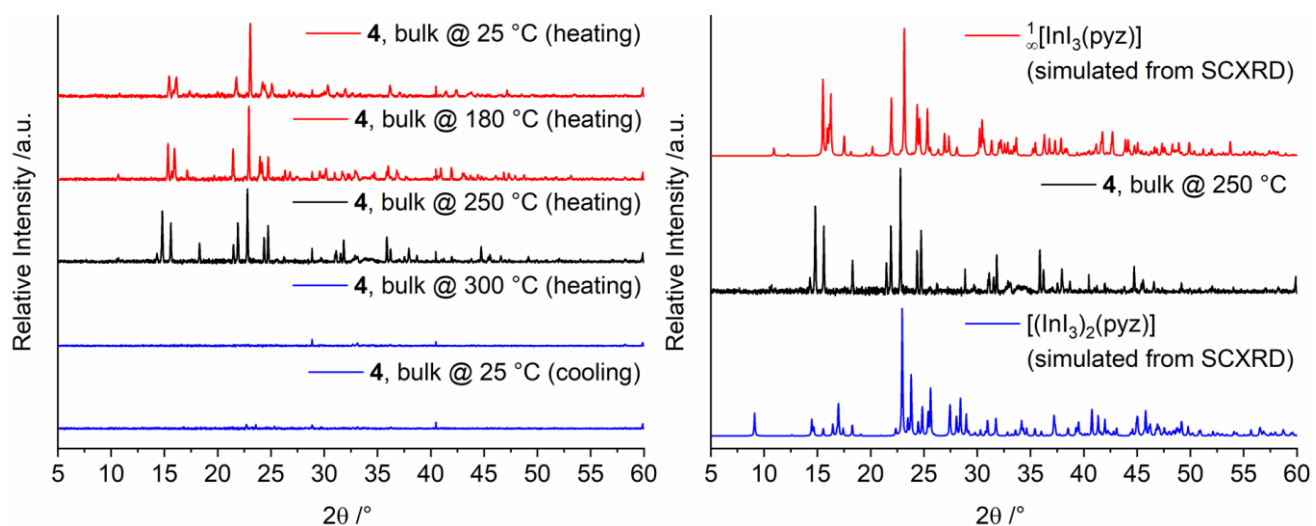 4, bulk @ 25 °C (heating)
4, bulk @ 180 °C (heating)
4, bulk @ 250 °C (heating)
4, bulk @ 300 °C (heating)
4, bulk @ 25 °C (cooling)
Relative Intensity /a.u.
5 10 15 20 25 30 35 40 45 50 55 60
2θ /°
¹∞[InI₃(pyz)]
(simulated from SCXRD)
4, bulk @ 250 °C
[(InI₃)₂(pyz)]
(simulated from SCXRD)
Relative Intensity /a.u.
5 10 15 20 25 30 35 40 45 50 55 60
2θ /°